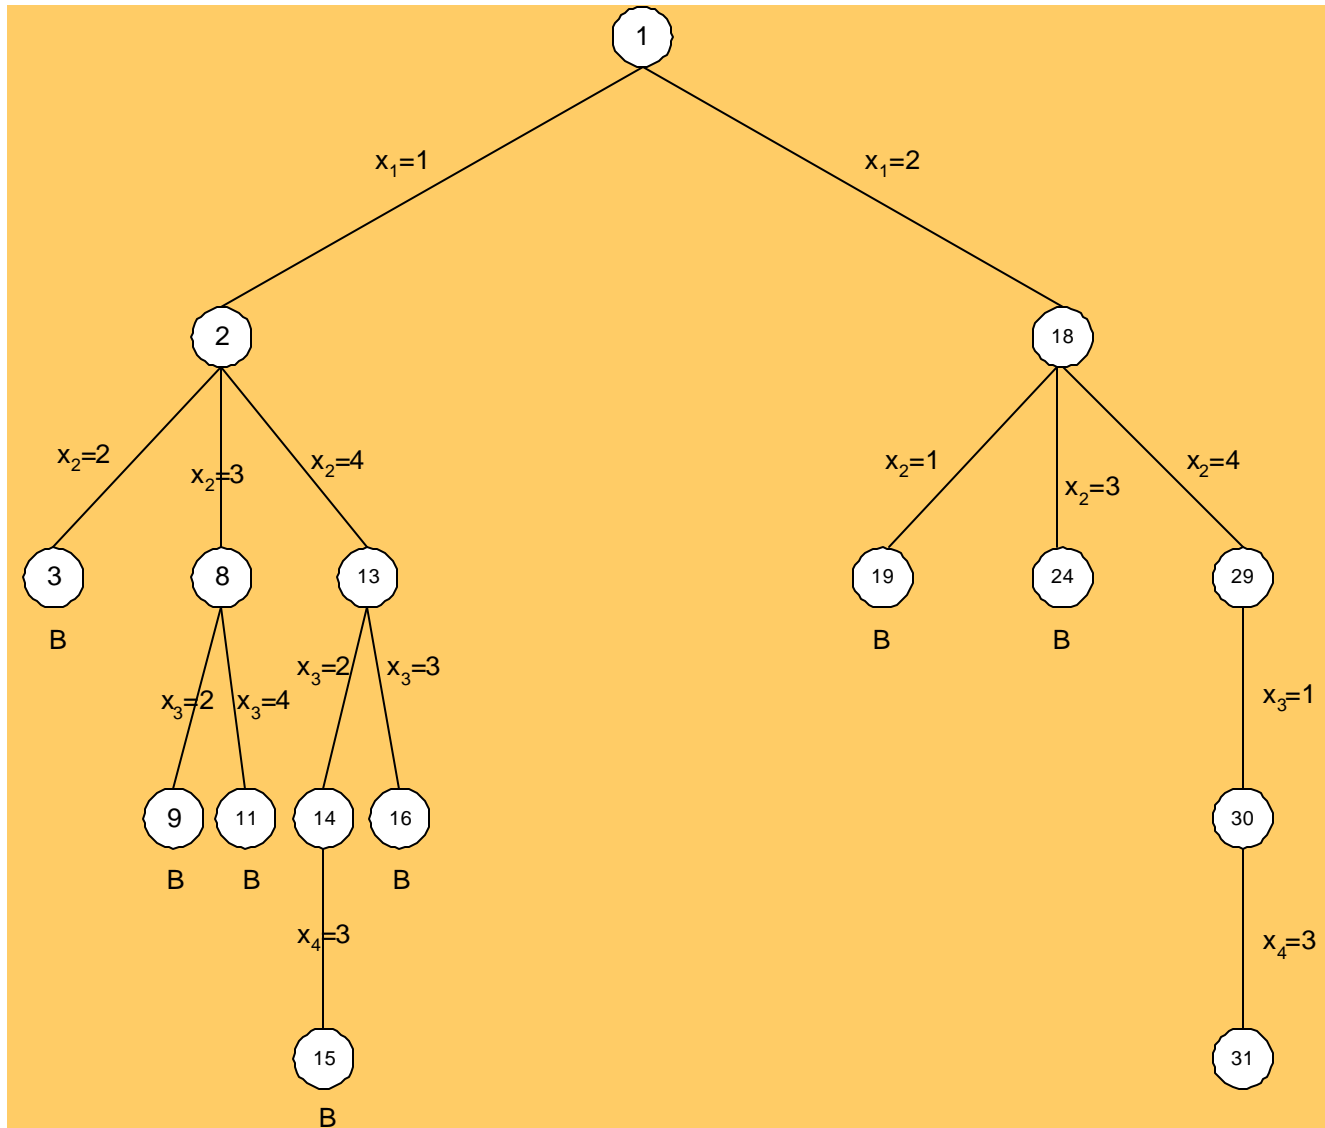 1
x₁=1
x₁=2
2
18
x₂=2
x₂=3
x₂=4
x₂=1
x₂=3
x₂=4
3
8
13
19
24
29
B
B
B
x₃=2
x₃=4
x₃=2
x₃=3
x₃=1
9
11
14
16
30
B
B
B
x₄=3
x₄=3
15
31
B